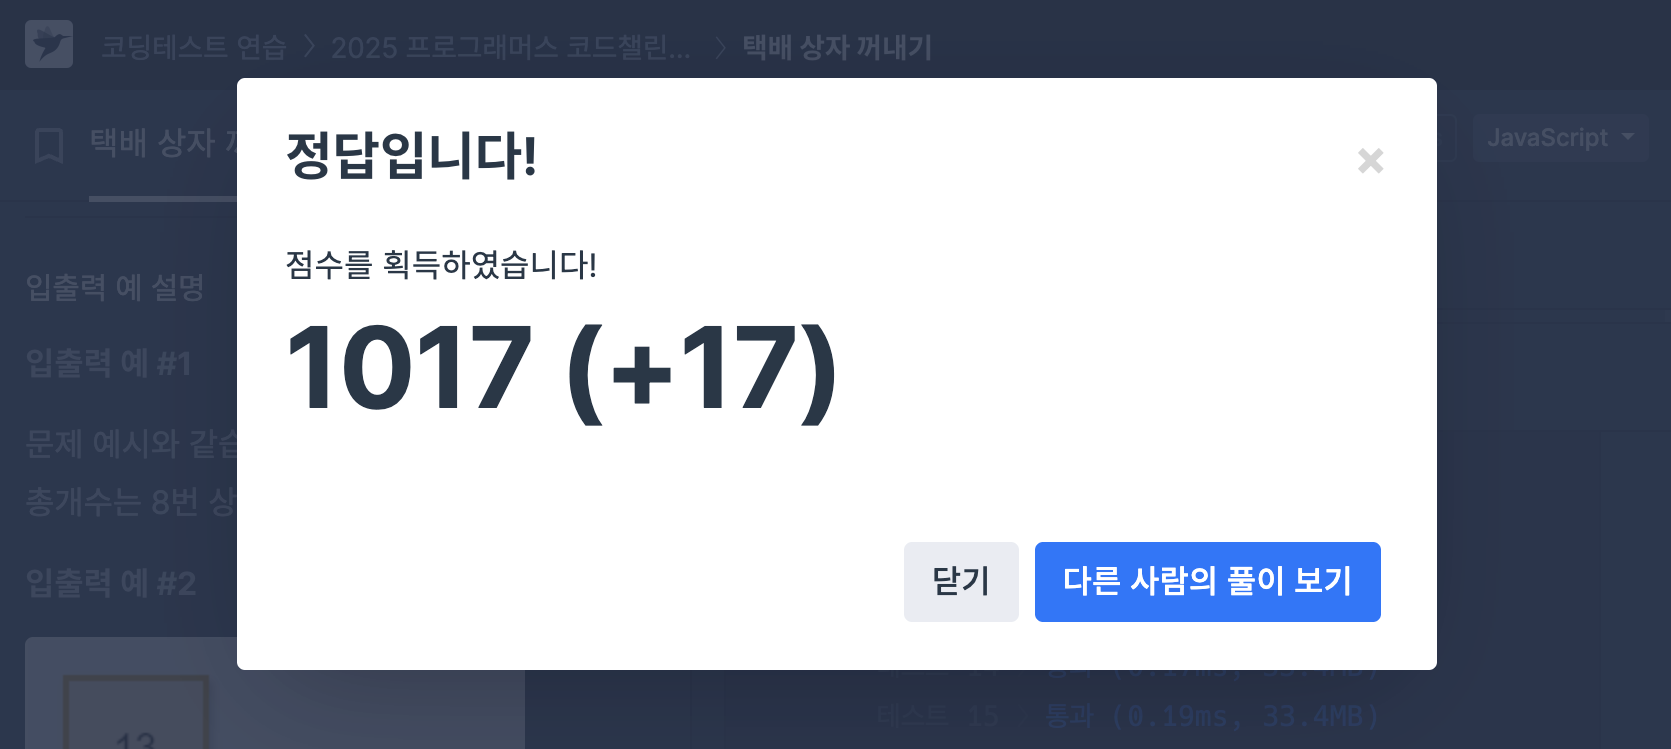 코딩테스트 연습 > 2025 프로그래머스 코드챌린... > 택배 상자 꺼내기
택배 상자
JavaScript
정답입니다!
×
점수를 획득하였습니다!
1017 (+17)
닫기
다른 사람의 풀이 보기
입출력 예 설명
입출력 예 #1
문제 예시와 같습
총개수는 8번 상
입출력 예 #2
13
테스트 15 통과 (0.19ms, 33.4MB)